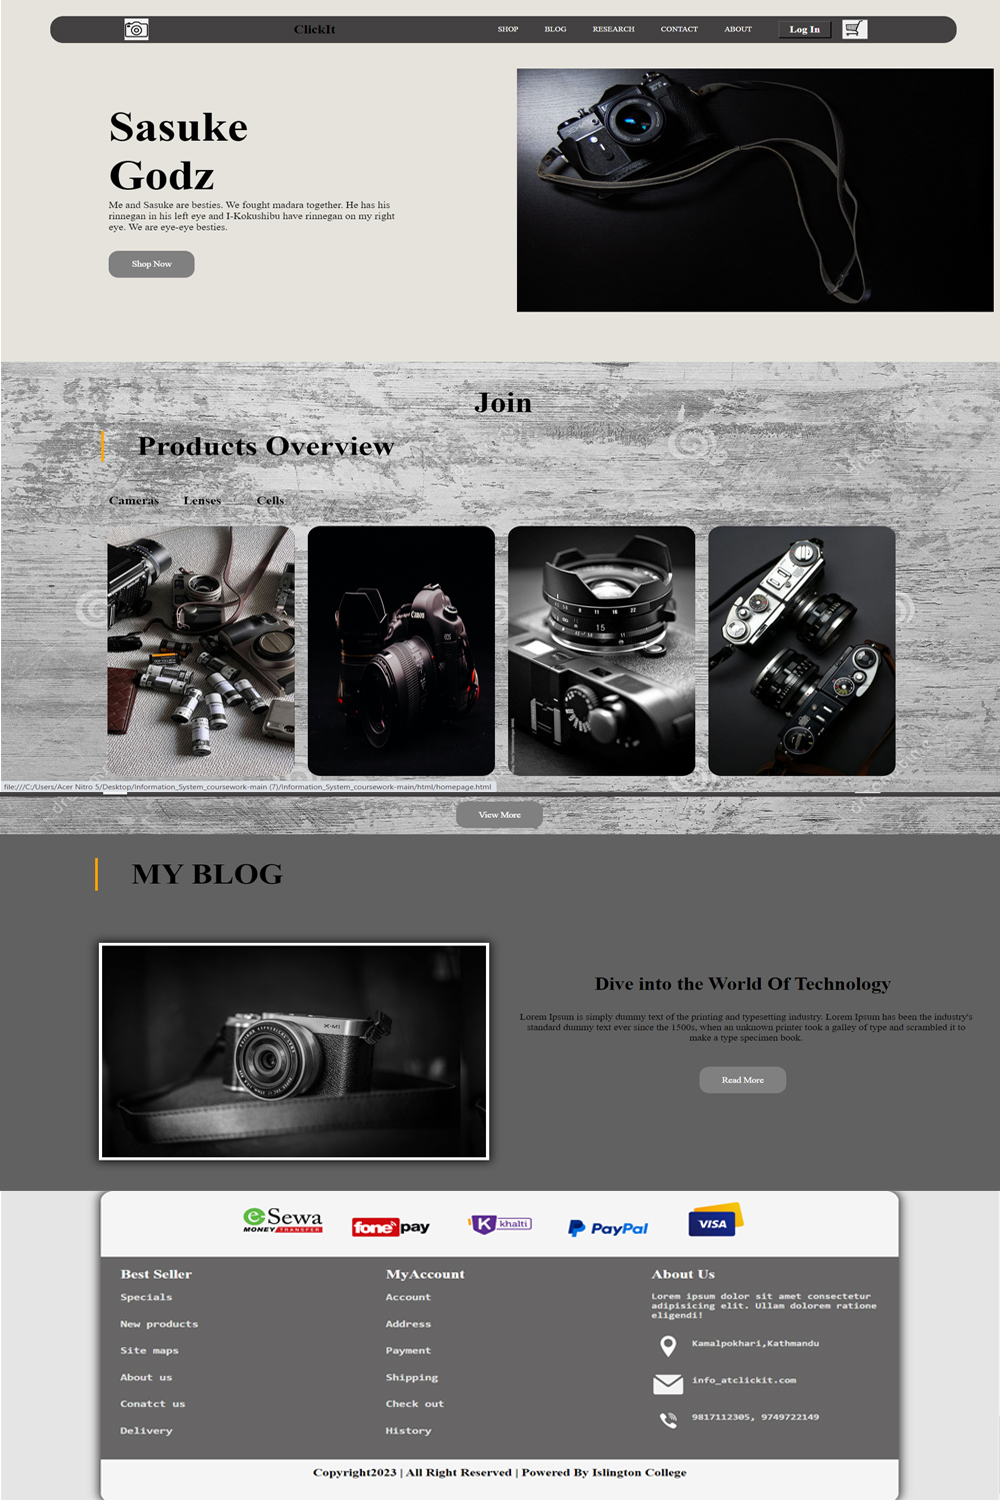 ClickIt
SHOP
BLOG
RESEARCH
CONTACT
ABOUT
Log In
Sasuke
Godz
Me and Sasuke are besties. We fought madara together. He has his
rinnegan in his left eye and I-Kokushibu have rinnegan on my right
eye. We are eye-eye besties.
Shop Now
Join
Products Overview
Cameras
Lenses
Cells
Canon
EOS
8 11 16 22
15
file:///C:/Users/Acer Nitro 5/Desktop/Information_System_coursework-main (7)/Information_System_coursework-main/html/homepage.html
View More
MY BLOG
X-M1
Dive into the World Of Technology
Lorem Ipsum is simply dummy text of the printing and typesetting industry. Lorem Ipsum has been the industry's
standard dummy text ever since the 1500s, when an unknown printer took a galley of type and scrambled it to
make a type specimen book.
Read More
eSewa
MONEY TRANSFER
fonepay
K khalti
PayPal
VISA
Best Seller
Specials
New products
Site maps
About us
Conatct us
Delivery
MyAccount
Account
Address
Payment
Shipping
Check out
History
About Us
Lorem ipsum dolor sit amet consectetur
adipisicing elit. Ullam dolorem ratione
eligendi!
Kamalpokhari,Kathmandu
info_atclickit.com
9817112305, 9749722149
Copyright2023 | All Right Reserved | Powered By Islington College